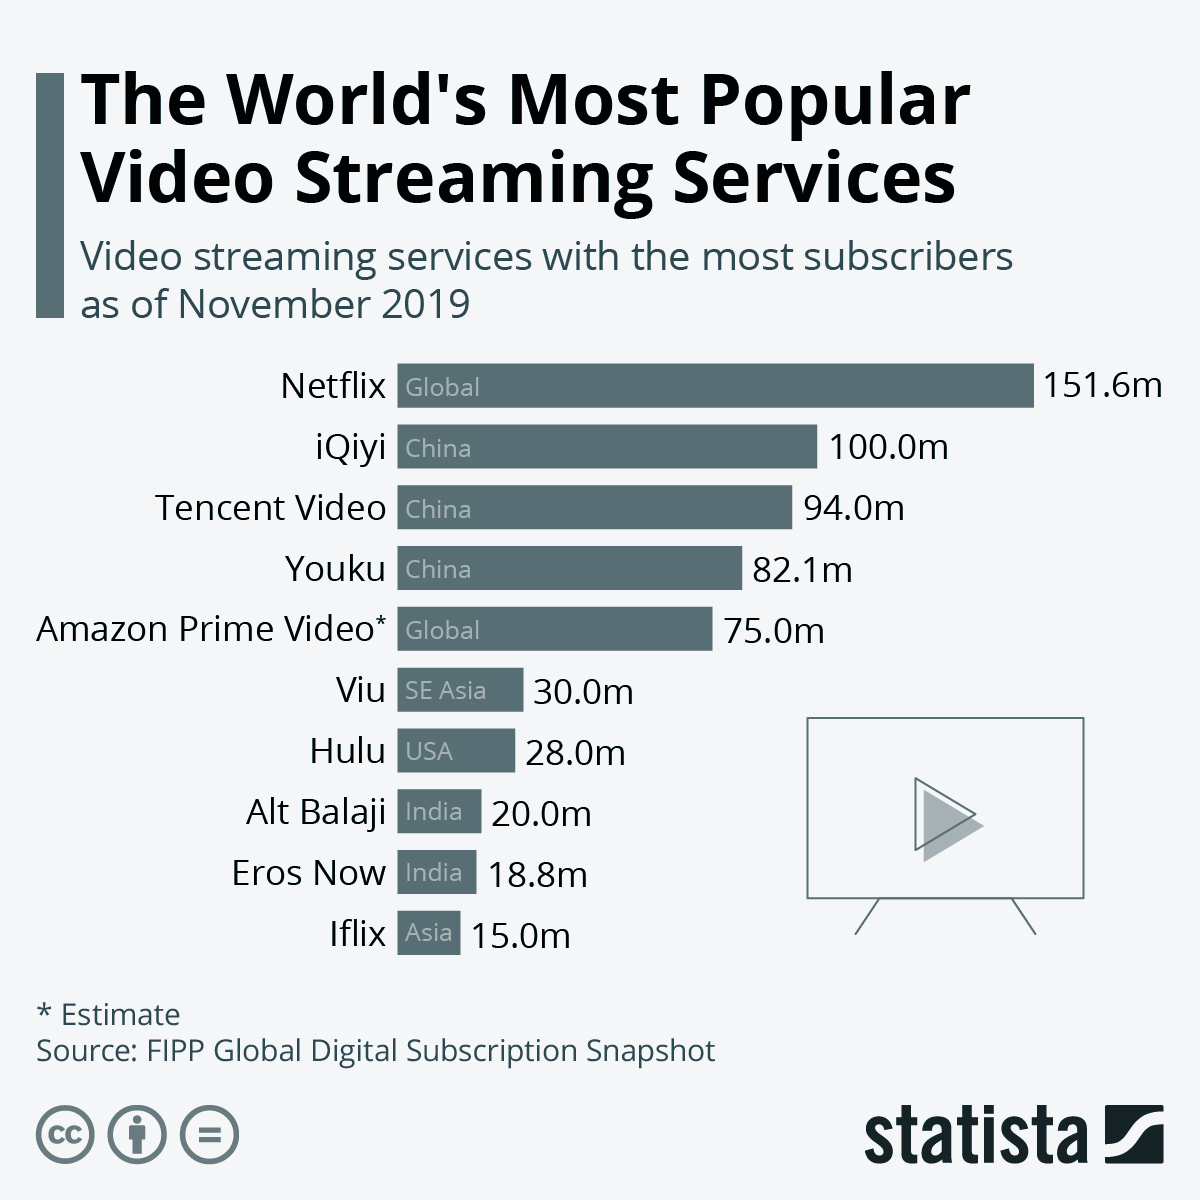 The World's Most Popular
Video Streaming Services
Video streaming services with the most subscribers
as of November 2019
Netflix Global 151.6m
iQiyi China 100.0m
Tencent Video China 94.0m
Youku China 82.1m
Amazon Prime Video* Global 75.0m
Viu SE Asia 30.0m
Hulu USA 28.0m
Alt Balaji India 20.0m
Eros Now India 18.8m
Iflix Asia 15.0m
* Estimate
Source: FIPP Global Digital Subscription Snapshot
cc = statista